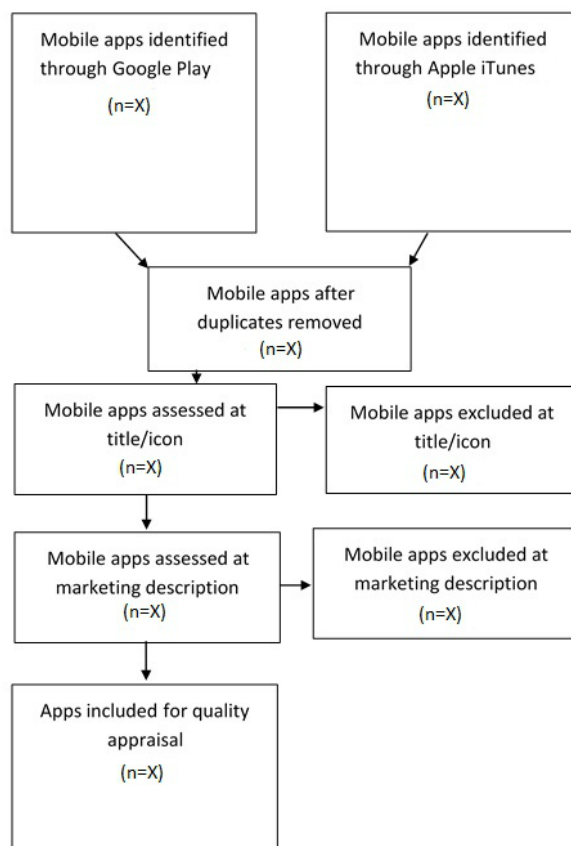 Mobile apps identified
through Google Play
(n=X)
Mobile apps identified
through Apple iTunes
(n=X)
Mobile apps after
duplicates removed
(n=X)
Mobile apps assessed at
title/icon
(n=X)
Mobile apps excluded at
title/icon
(n=X)
Mobile apps assessed at
marketing description
(n=X)
Mobile apps excluded at
marketing description
(n=X)
Apps included for quality
appraisal
(n=X)